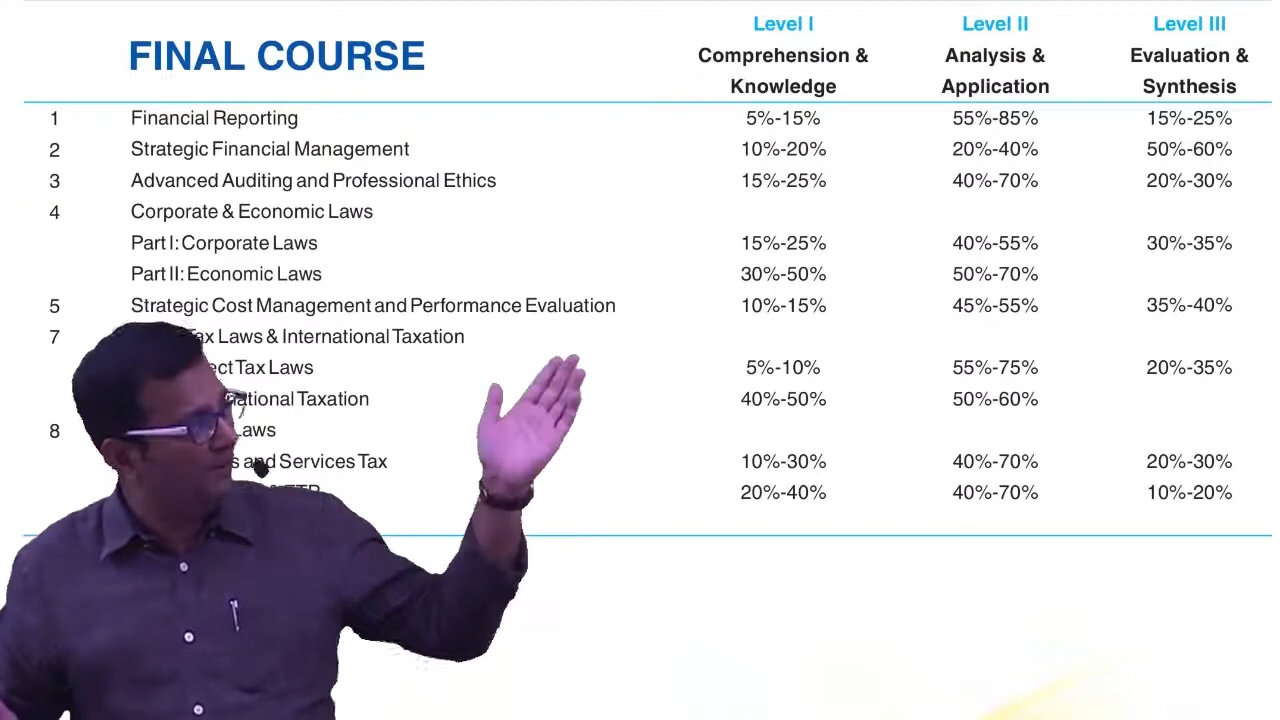 Level I Level II Level III
FINAL COURSE
Comprehension & Analysis & Evaluation &
Knowledge Application Synthesis
1 Financial Reporting 5%-15% 55%-85% 15%-25%
2 Strategic Financial Management 10%-20% 20%-40% 50%-60%
3 Advanced Auditing and Professional Ethics 15%-25% 40%-70% 20%-30%
4 Corporate & Economic Laws
Part I: Corporate Laws 15%-25% 40%-55% 30%-35%
Part II: Economic Laws 30%-50% 50%-70%
5 Strategic Cost Management and Performance Evaluation 10%-15% 45%-55% 35%-40%
7 Tax Laws & International Taxation
Tax Laws 5%-10% 55%-75% 20%-35%
Taxation 40%-50% 50%-60%
8 Laws
and Services Tax 10%-30% 40%-70% 20%-30%
20%-40% 40%-70% 10%-20%